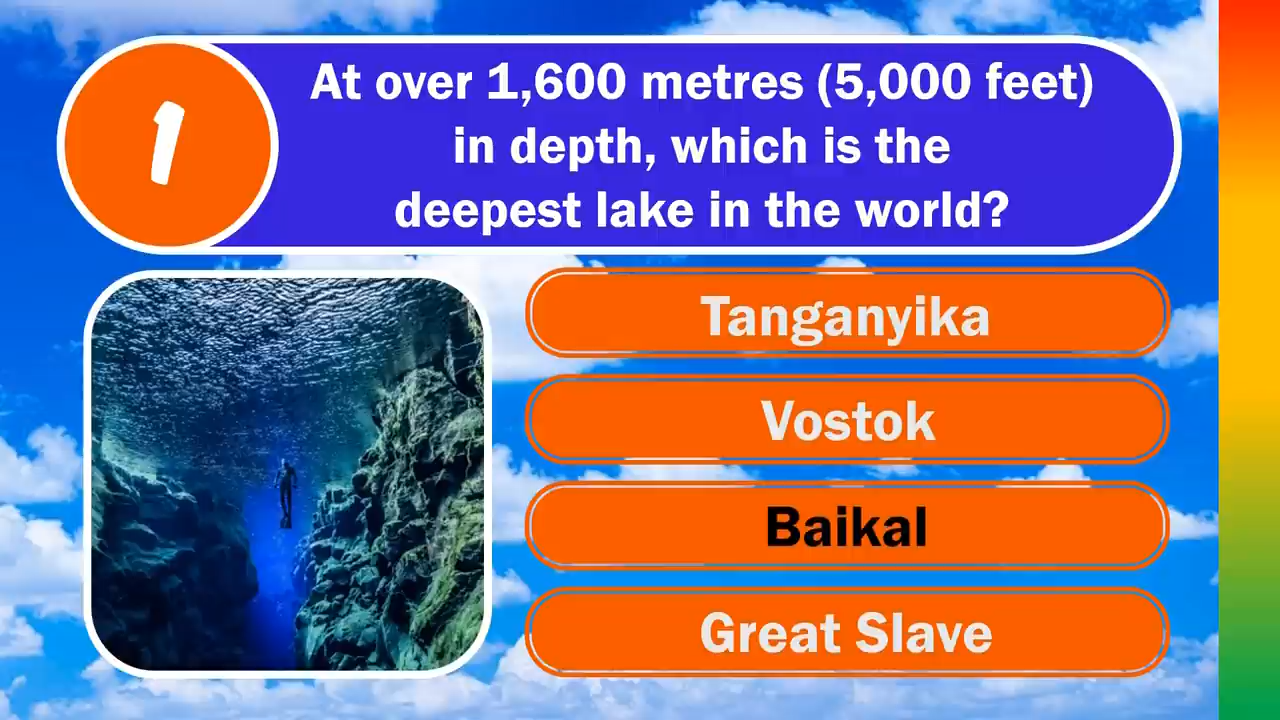 1
At over 1,600 metres (5,000 feet)
in depth, which is the
deepest lake in the world?
Tanganyika
Vostok
Baikal
Great Slave